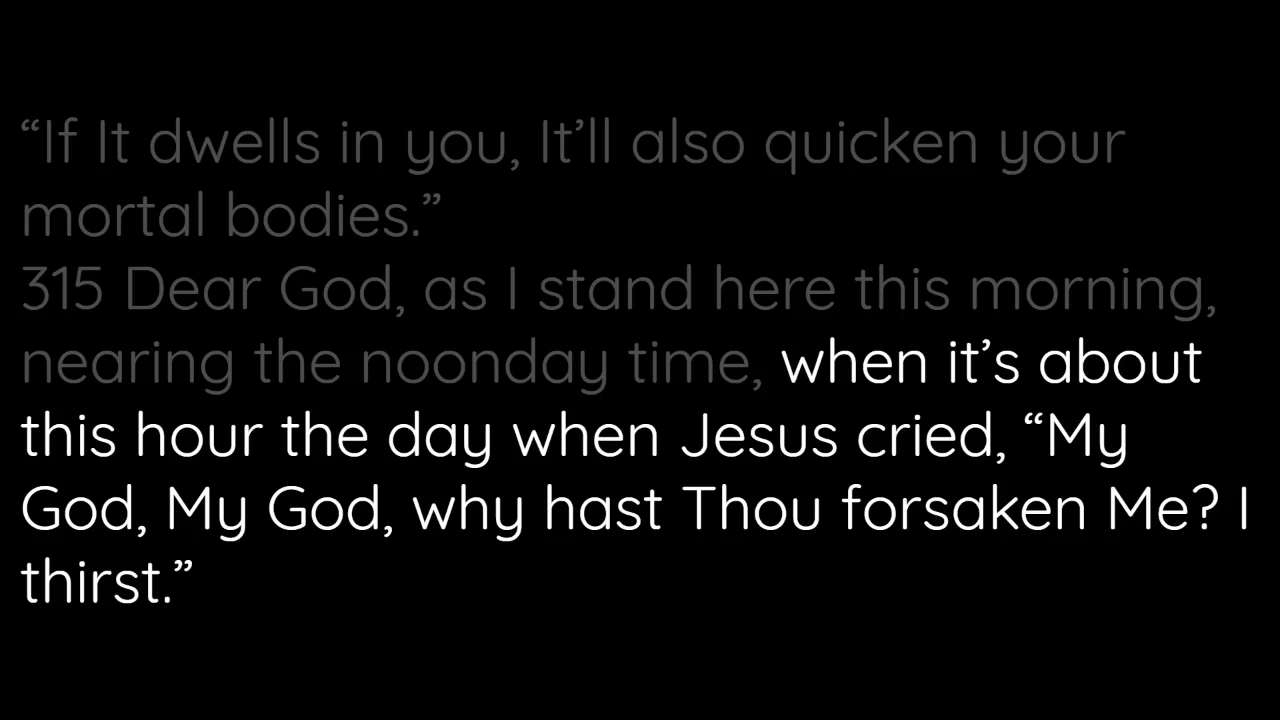 “If It dwells in you, It’ll also quicken your
mortal bodies.”
315 Dear God, as I stand here this morning,
nearing the noonday time, when it’s about
this hour the day when Jesus cried, “My
God, My God, why hast Thou forsaken Me? I
thirst.”